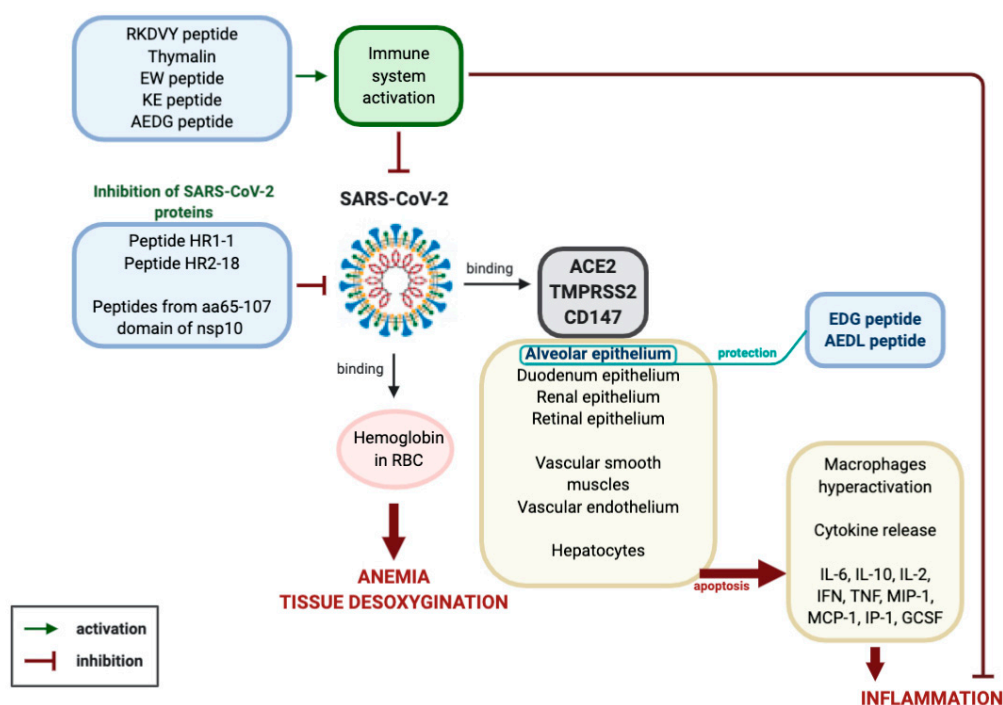 RKDVY peptide
Thymalin
EW peptide
KE peptide
AEDG peptide
Immune
system
activation
Inhibition of SARS-CoV-2
proteins
SARS-CoV-2
Peptide HR1-1
Peptide HR2-18
Peptides from aa65-107
domain of nsp10
binding
ACE2
TMPRSS2
CD147
EDG peptide
AEDL peptide
protection
Alveolar epithelium
Duodenum epithelium
Renal epithelium
Retinal epithelium
Vascular smooth
muscles
Vascular endothelium
Hepatocytes
binding
Hemoglobin
in RBC
ANEMIA
TISSUE DESOXYGINATION
apoptosis
Macrophages
hyperactivation
Cytokine release
IL-6, IL-10, IL-2,
IFN, TNF, MIP-1,
MCP-1, IP-1, GCSF
INFLAMMATION
activation
inhibition